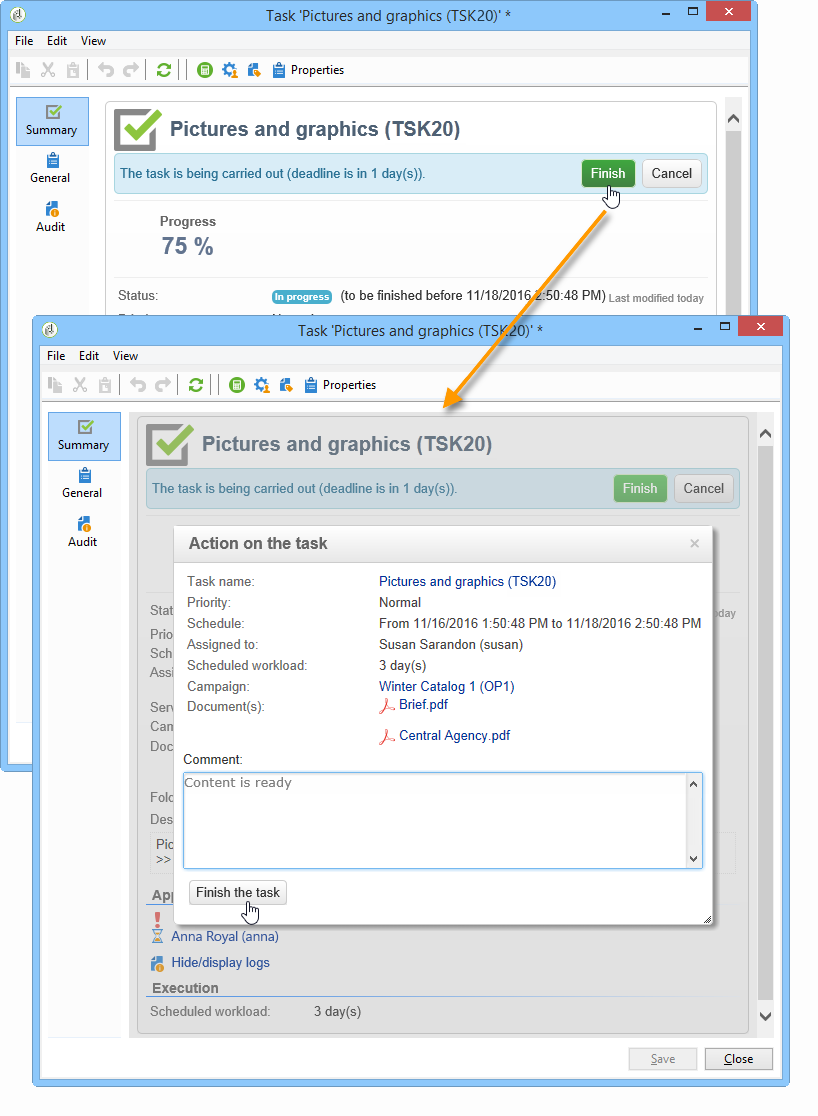 Task 'Pictures and graphics (TSK20)' *
File Edit View
Properties
Summary
General
Audit
Pictures and graphics (TSK20)
The task is being carried out (deadline is in 1 day(s)). Finish Cancel
Progress
75 %
Status: In progress (to be finished before 11/18/2016 2:50:48 PM) Last modified today
Task 'Pictures and graphics (TSK20)' *
File Edit View
Properties
Summary
General
Audit
Pictures and graphics (TSK20)
The task is being carried out (deadline is in 1 day(s)). Finish Cancel
Action on the task
Task name: Pictures and graphics (TSK20)
Priority: Normal
Schedule: From 11/16/2016 1:50:48 PM to 11/18/2016 2:50:48 PM
Assigned to: Susan Sarandon (susan)
Scheduled workload: 3 day(s)
Campaign: Winter Catalog 1 (OP1)
Document(s): Brief.pdf
Central Agency.pdf
Comment:
Content is ready
Finish the task
Anna Royal (anna)
Hide/display logs
Execution
Scheduled workload: 3 day(s)
Save Close